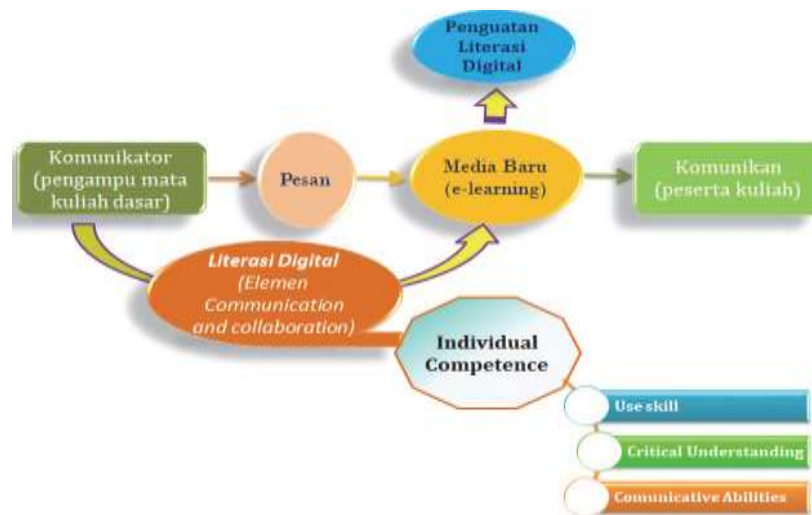 Penguatan
Literasi
Digital
Komunikator
(pengampu mata
kuliah dasar)
Pesan
Media Baru
(e-learning)
Komunikan
(peserta kuliah)
Literasi Digital
(Elemen
Communication
and collaboration)
Individual
Competence
Use skill
Critical Understanding
Comunicative Abilities